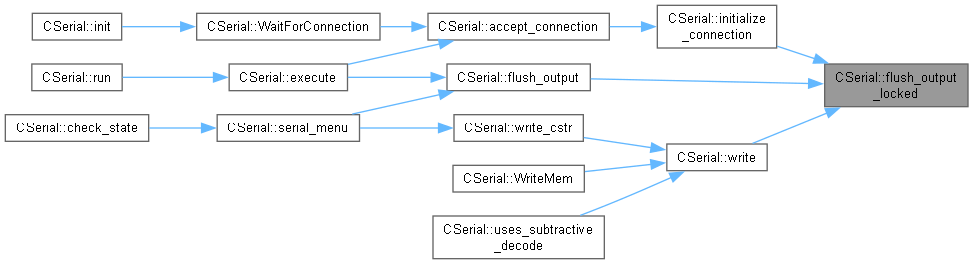 CSerial::init
CSerial::WaitForConnection
CSerial::accept_connection
CSerial::initialize
_connection
CSerial::run
CSerial::execute
CSerial::flush_output
CSerial::flush_output
_locked
CSerial::check_state
CSerial::serial_menu
CSerial::write_cstr
CSerial::write
CSerial::WriteMem
CSerial::uses_subtractive
_decode